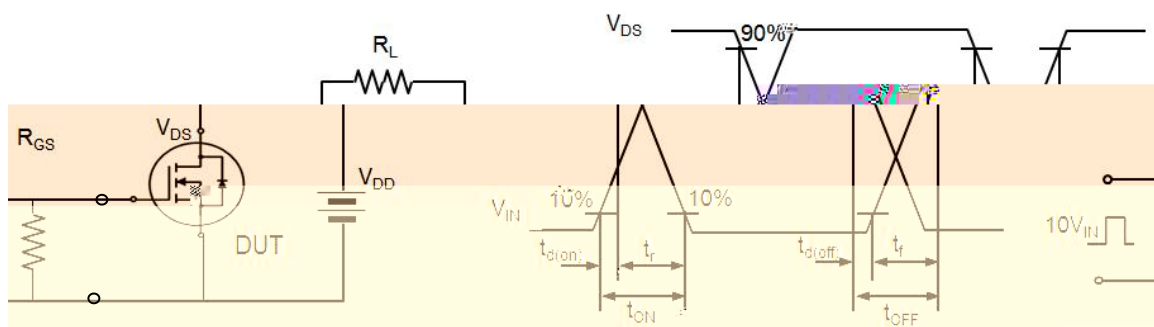 V_DS
90%
R_L
R_GS
V_DS
V_DD
DUT
V_IN
10%
10%
t_d(on)
t_r
t_d(off)
t_f
t_ON
t_OFF
10V_IN